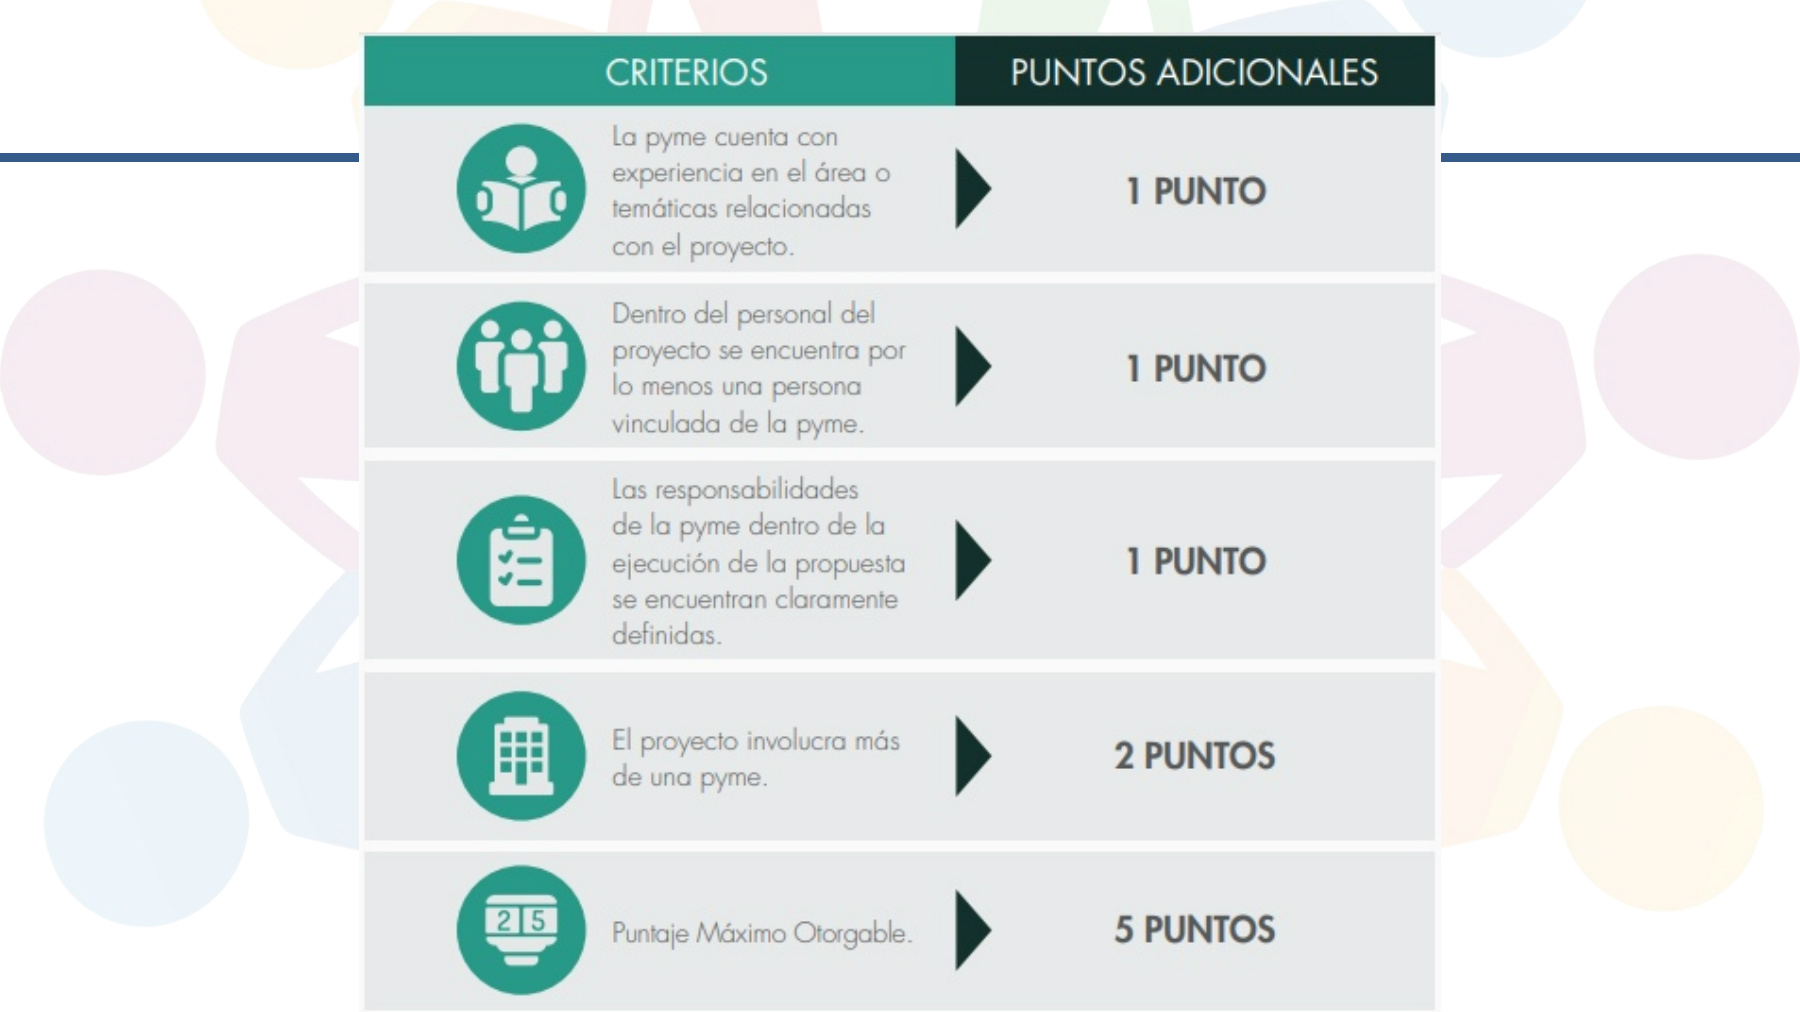 CRITERIOS
PUNTOS ADICIONALES
La pyme cuenta con
experiencia en el área o
temáticas relacionadas
con el proyecto.
1 PUNTO
Dentro del personal del
proyecto se encuentra por
lo menos una persona
vinculada de la pyme.
1 PUNTO
Las responsabilidades
de la pyme dentro de la
ejecución de la propuesta
se encuentran claramente
definidas.
1 PUNTO
El proyecto involucra más
de una pyme.
2 PUNTOS
2 5
Puntaje Máximo Otorgable.
5 PUNTOS